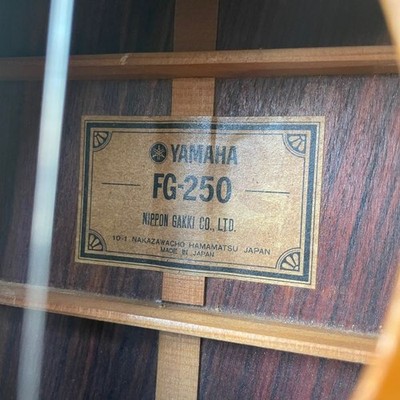 YAMAHA
FG-250
NIPPON GAKKI CO., LTD.
10-1, NAKAZAWACHO HAMAMATSU JAPAN
MADE IN JAPAN